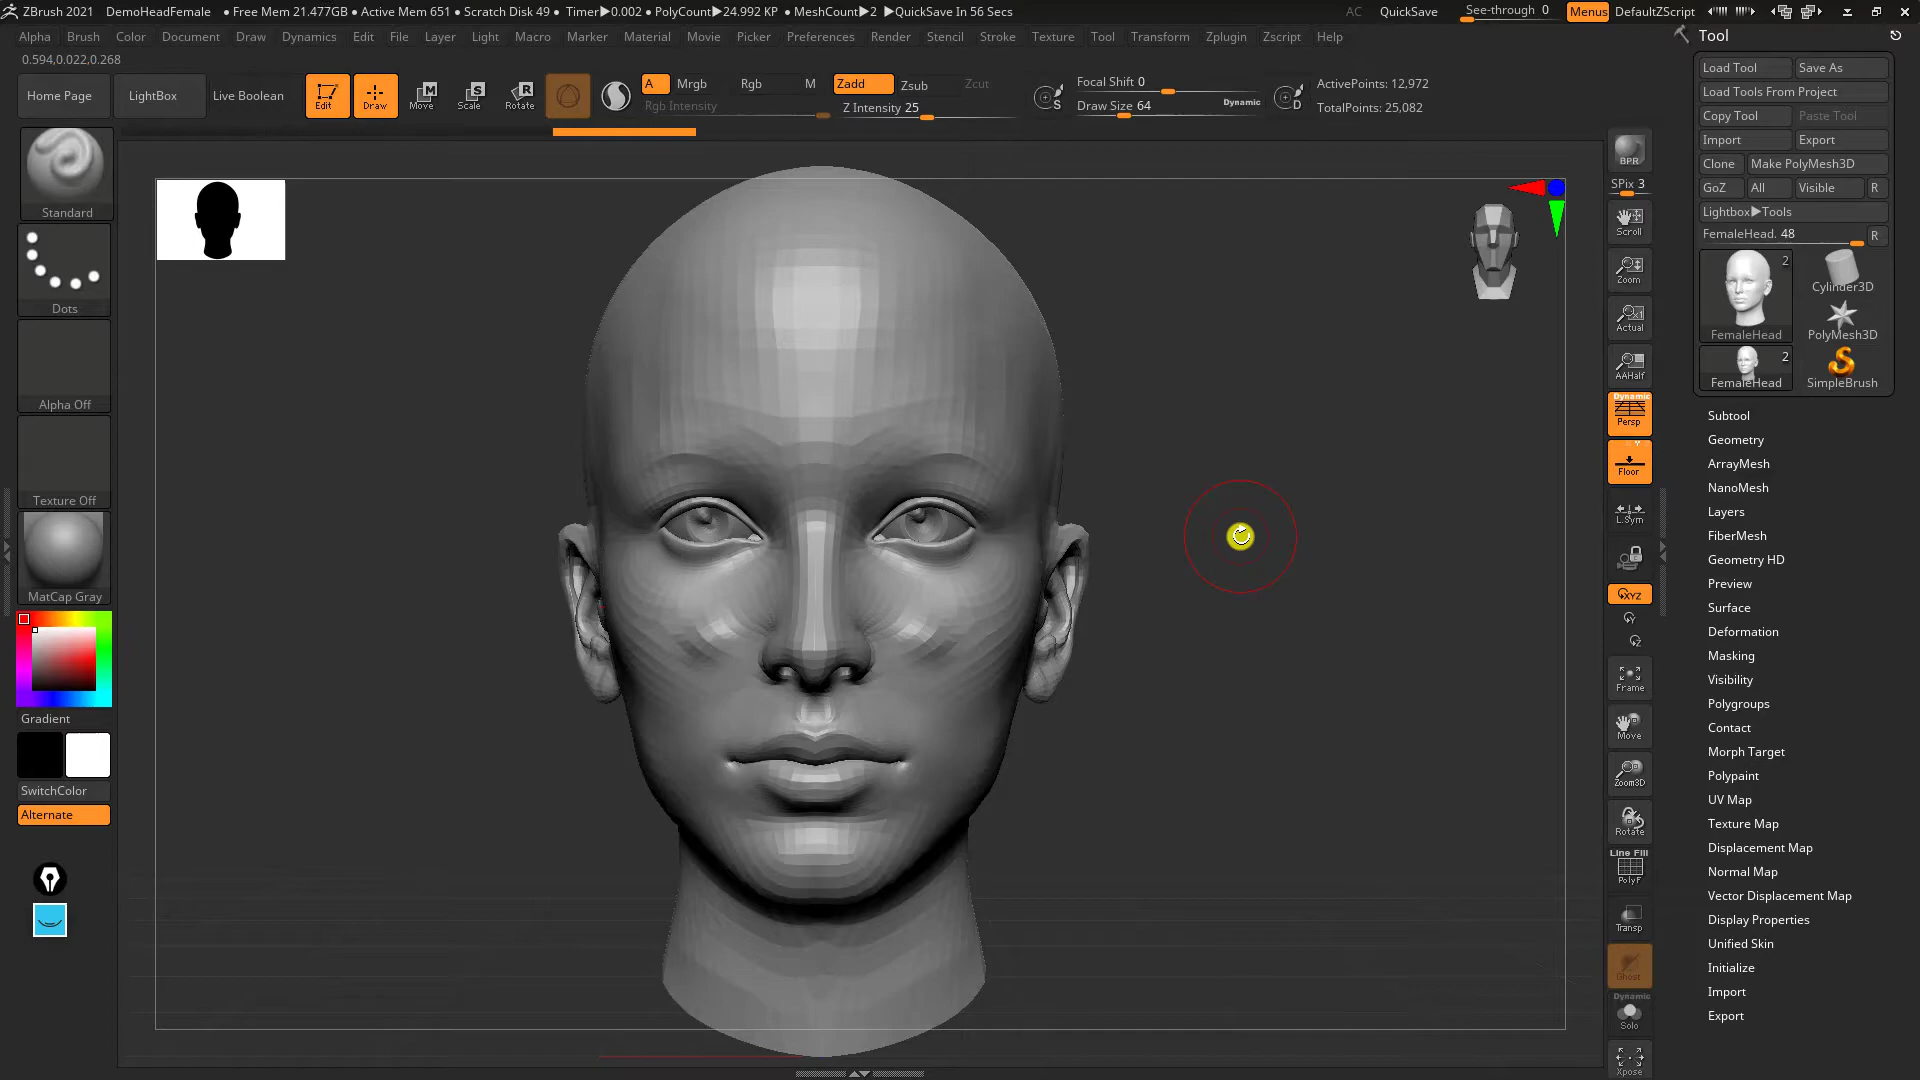 ZBrush 2021 DemoHeadFemale • Free Mem 21.477GB • Active Mem 651 • Scratch Disk 49 • Timer▶0.002 • PolyCount▶24.992 KP • MeshCount▶2 ▶QuickSave In 56 Secs AC QuickSave See-through 0 Menus DefaultZScript
Alpha Brush Color Document Draw Dynamics Edit File Layer Light Macro Marker Material Movie Picker Preferences Render Stencil Stroke Texture Tool Transform Zplugin Zscript Help
0.594,0.022,0.268
Home Page LightBox Live Boolean Edit Draw Move Scale Rotate
M S R
A Mrgb Rgb M Zadd Zsub Zcut
Rgb Intensity Z Intensity 25
S Focal Shift 0
Draw Size 64 Dynamic D
ActivePoints: 12,972
TotalPoints: 25,082
Standard
Dots
Alpha Off
Texture Off
MatCap Gray
Gradient
SwitchColor
Alternate
BPR
SPix 3
Scroll
Zoom
Actual
AAHalf
Dynamic
Persp
Floor
L.Sym
XYZ
Y
Z
Frame
Move
Zoom3D
Rotate
Line Fill
PolyF
Transp
Ghost
Dynamic
Solo
Xpose
Tool
Load Tool Save As
Load Tools From Project
Copy Tool Paste Tool
Import Export
Clone Make PolyMesh3D
GoZ All Visible R
Lightbox▶Tools
FemaleHead. 48 R
2
FemaleHead
Cylinder3D
PolyMesh3D
2
FemaleHead
SimpleBrush
Subtool
Geometry
ArrayMesh
NanoMesh
Layers
FiberMesh
Geometry HD
Preview
Surface
Deformation
Masking
Visibility
Polygroups
Contact
Morph Target
Polypaint
UV Map
Texture Map
Displacement Map
Normal Map
Vector Displacement Map
Display Properties
Unified Skin
Initialize
Import
Export